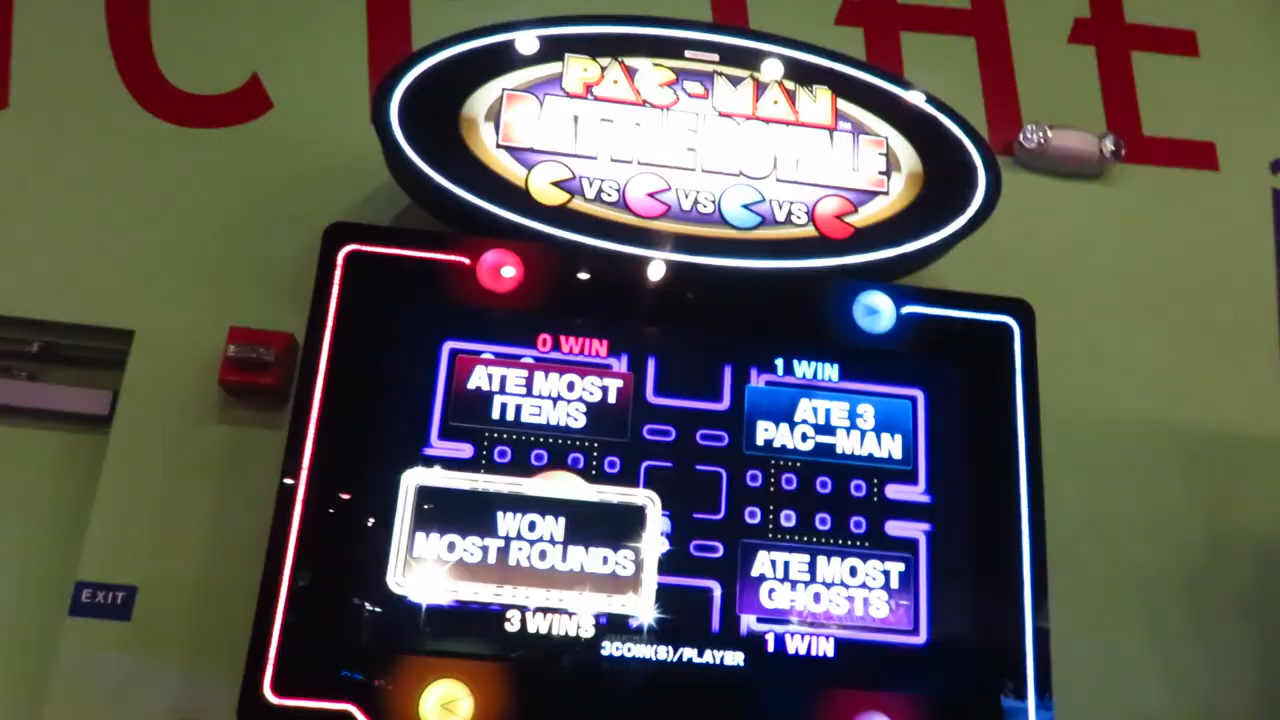 PAC-MAN
BATTLE ROYALE
VS VS VS
0 WIN
ATE MOST
ITEMS
1 WIN
ATE 3
PAC-MAN
WON
MOST ROUNDS
3 WINS
ATE MOST
GHOSTS
1 WIN
3COIN(S)/PLAYER
EXIT